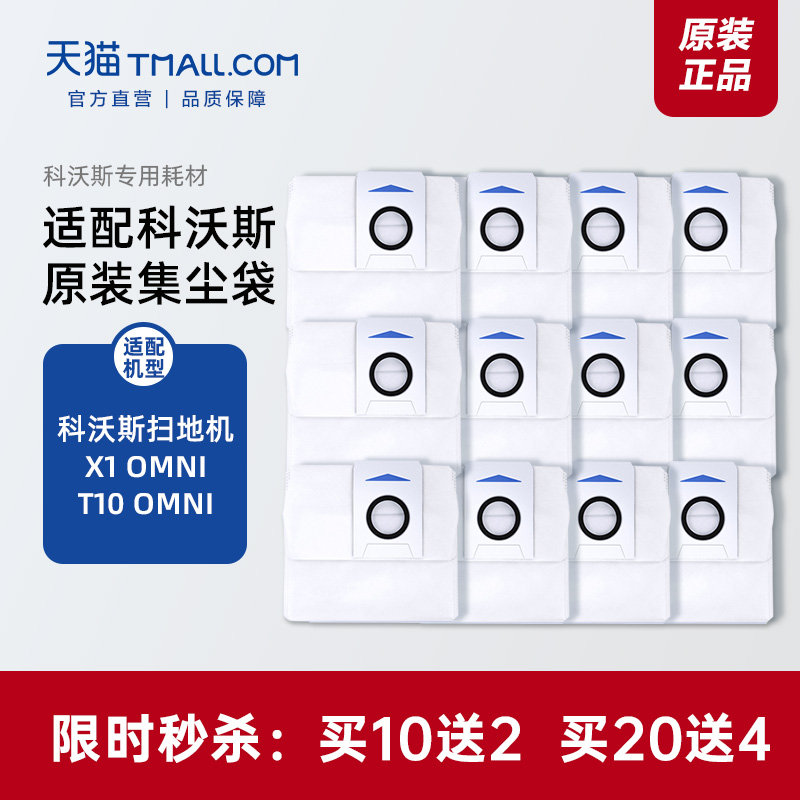 天猫 TMALL.COM
官方直营 | 品质保障
原装
正品
科沃斯专用耗材
适配科沃斯
原装集尘袋
适配
机型
科沃斯扫地机
X1 OMNI
T10 OMNI
限时秒杀：买10送2 买20送4